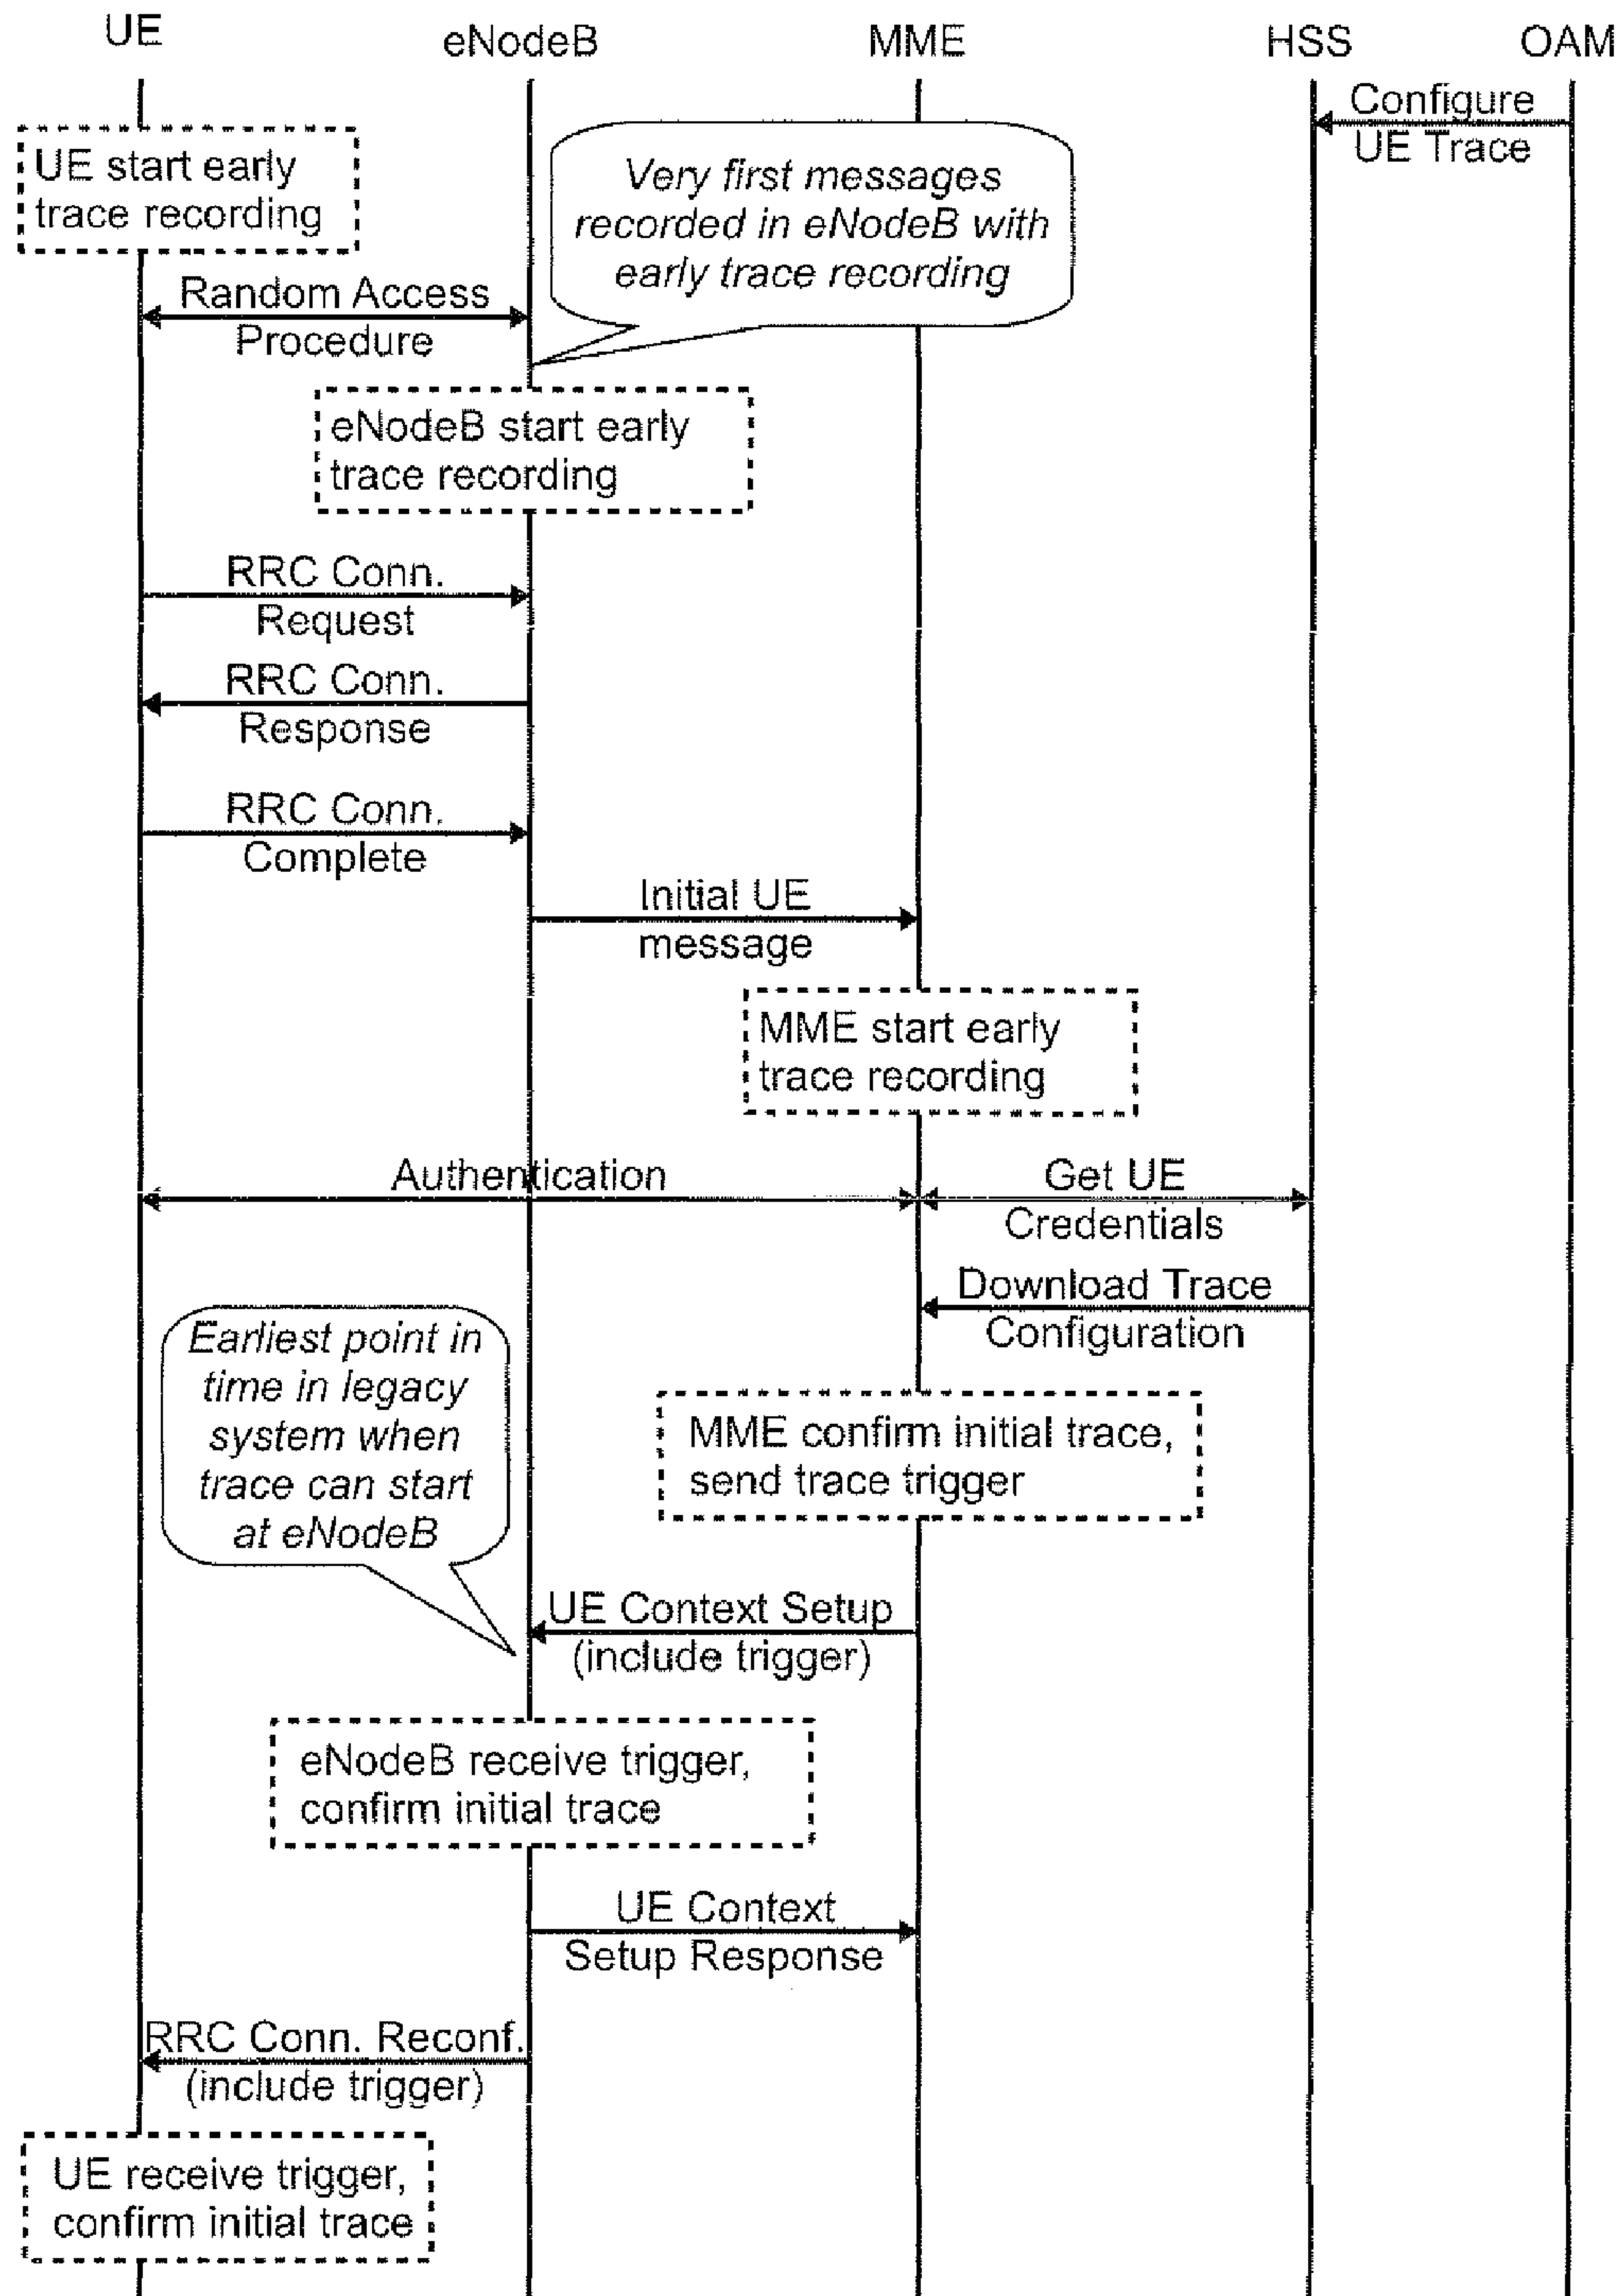 UE
eNodeB
MME
HSS
OAM
Configure
UE Trace
UE start early
trace recording
Very first messages
recorded in eNodeB with
early trace recording
Random Access
Procedure
eNodeB start early
trace recording
RRC Conn.
Request
RRC Conn.
Response
RRC Conn.
Complete
Initial UE
message
MME start early
trace recording
Authentication
Get UE
Credentials
Download Trace
Configuration
Earliest point in
time in legacy
system when
trace can start
at eNodeB
MME confirm initial trace,
send trace trigger
UE Context Setup
(include trigger)
eNodeB receive trigger,
confirm initial trace
UE Context
Setup Response
RRC Conn. Reconf.
(include trigger)
UE receive trigger,
confirm initial trace